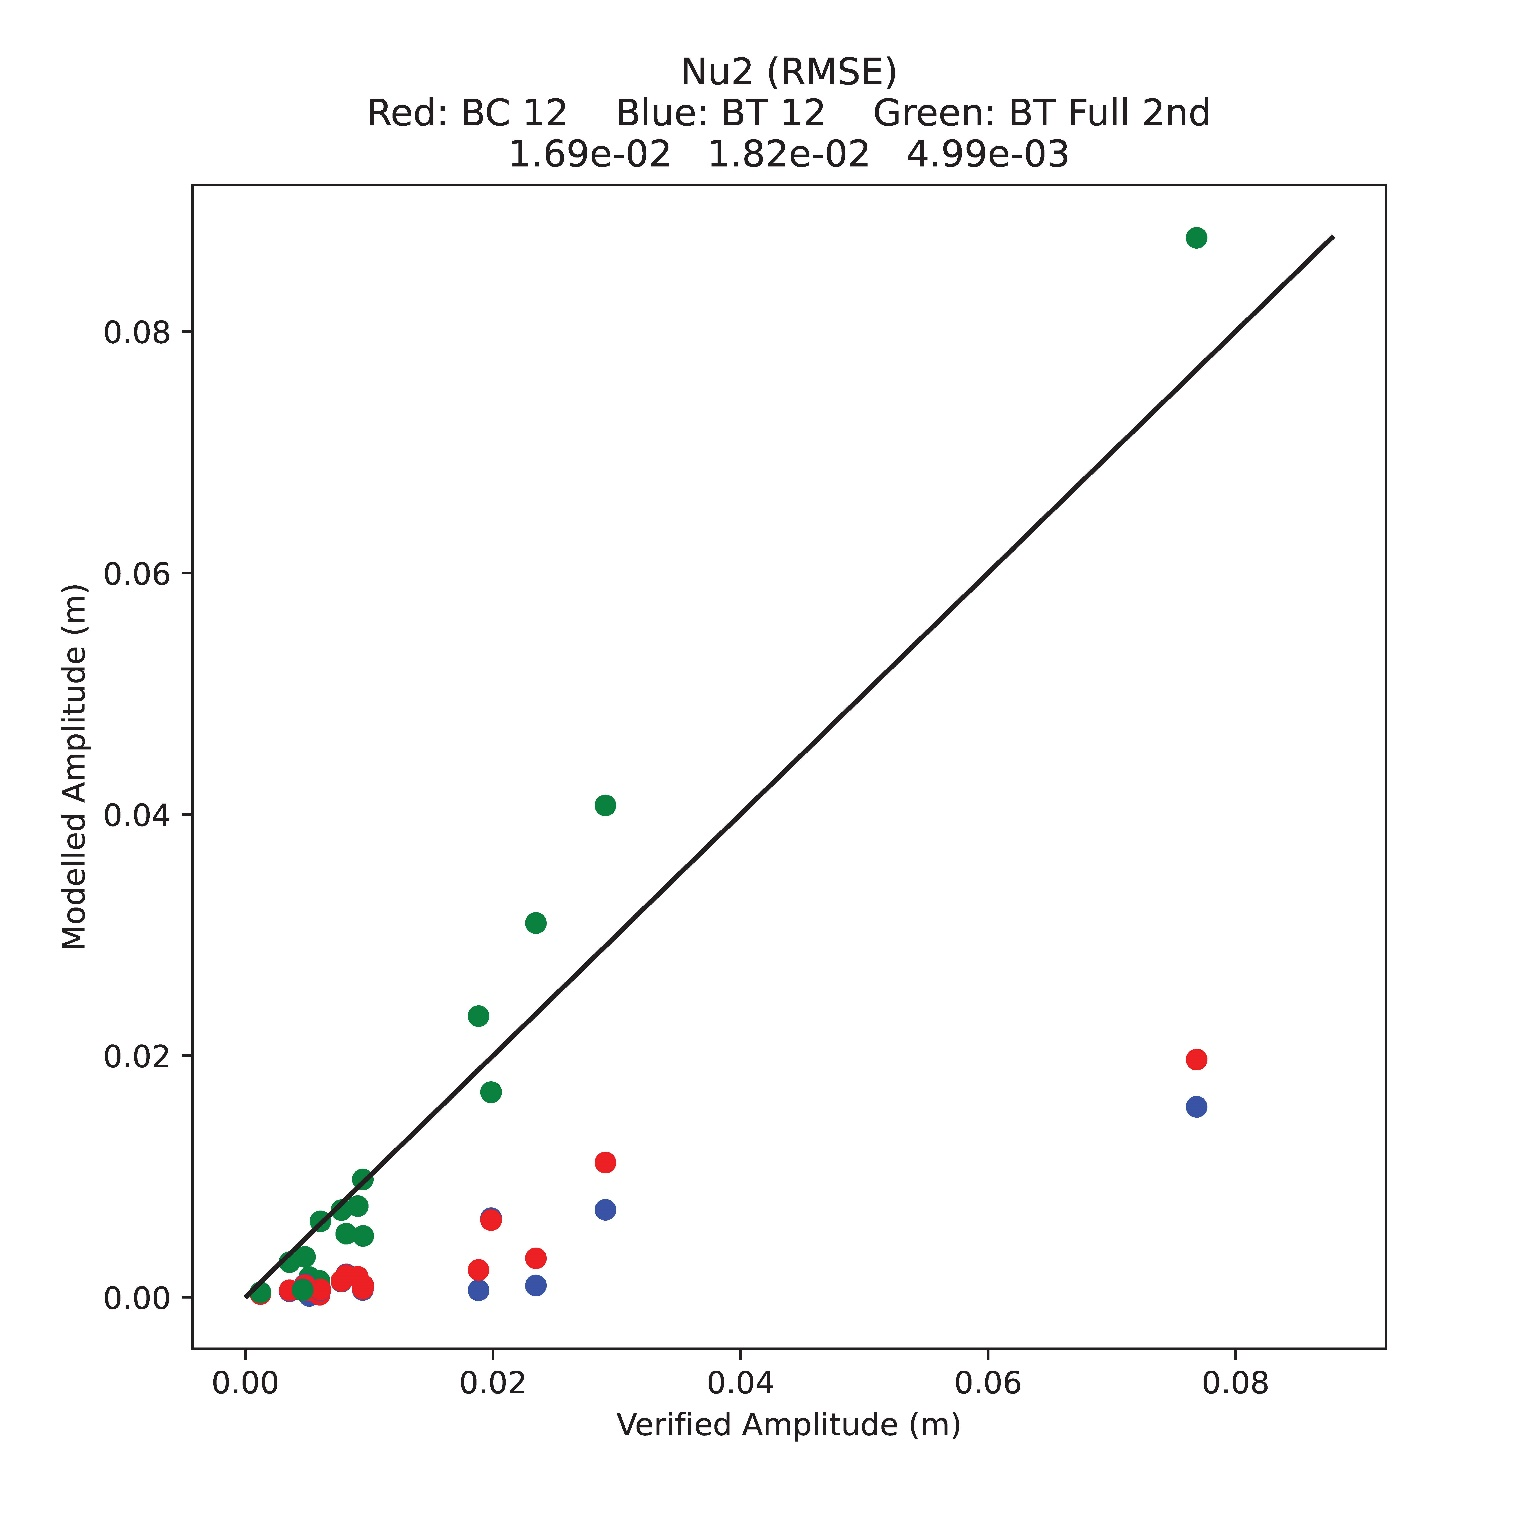 Nu2 (RMSE)
Red: BC 12 Blue: BT 12 Green: BT Full 2nd
1.69e-02 1.82e-02 4.99e-03
0.08
0.06
0.04
0.02
0.00
Modelled Amplitude (m)
0.00 0.02 0.04 0.06 0.08
Verified Amplitude (m)